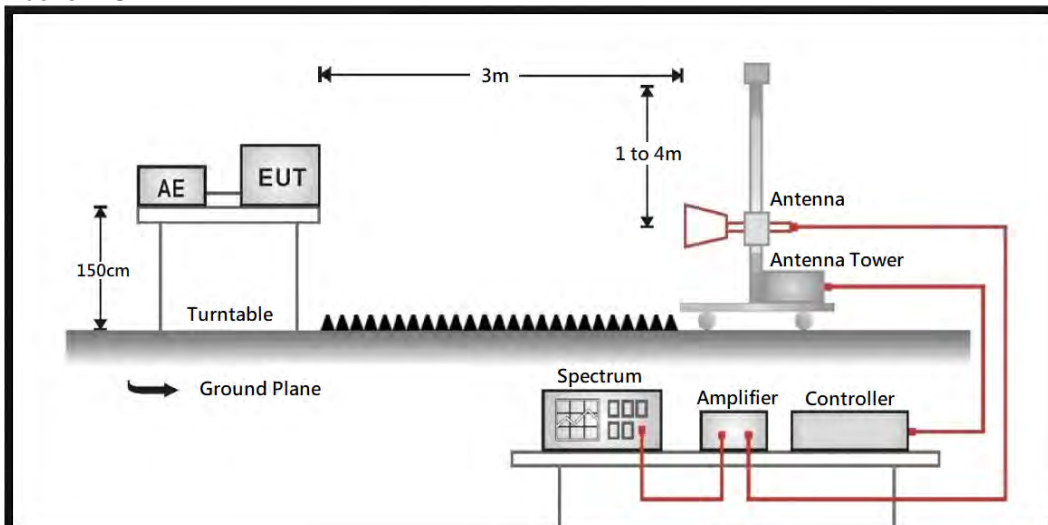 3m
1 to 4m
AE
EUT
Antenna
Antenna Tower
150cm
Turntable
Ground Plane
Spectrum
Amplifier
Controller